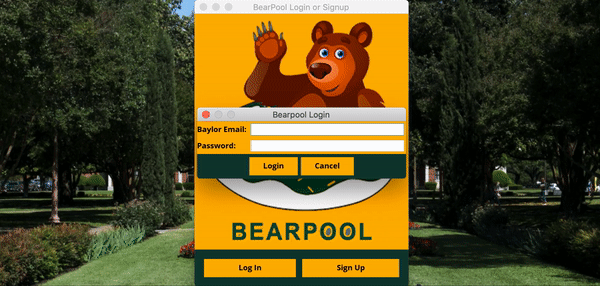 BearPool Login or Signup
Bearpool Login
Baylor Email:
Password:
Login Cancel
BEARPOOL
Log In Sign Up